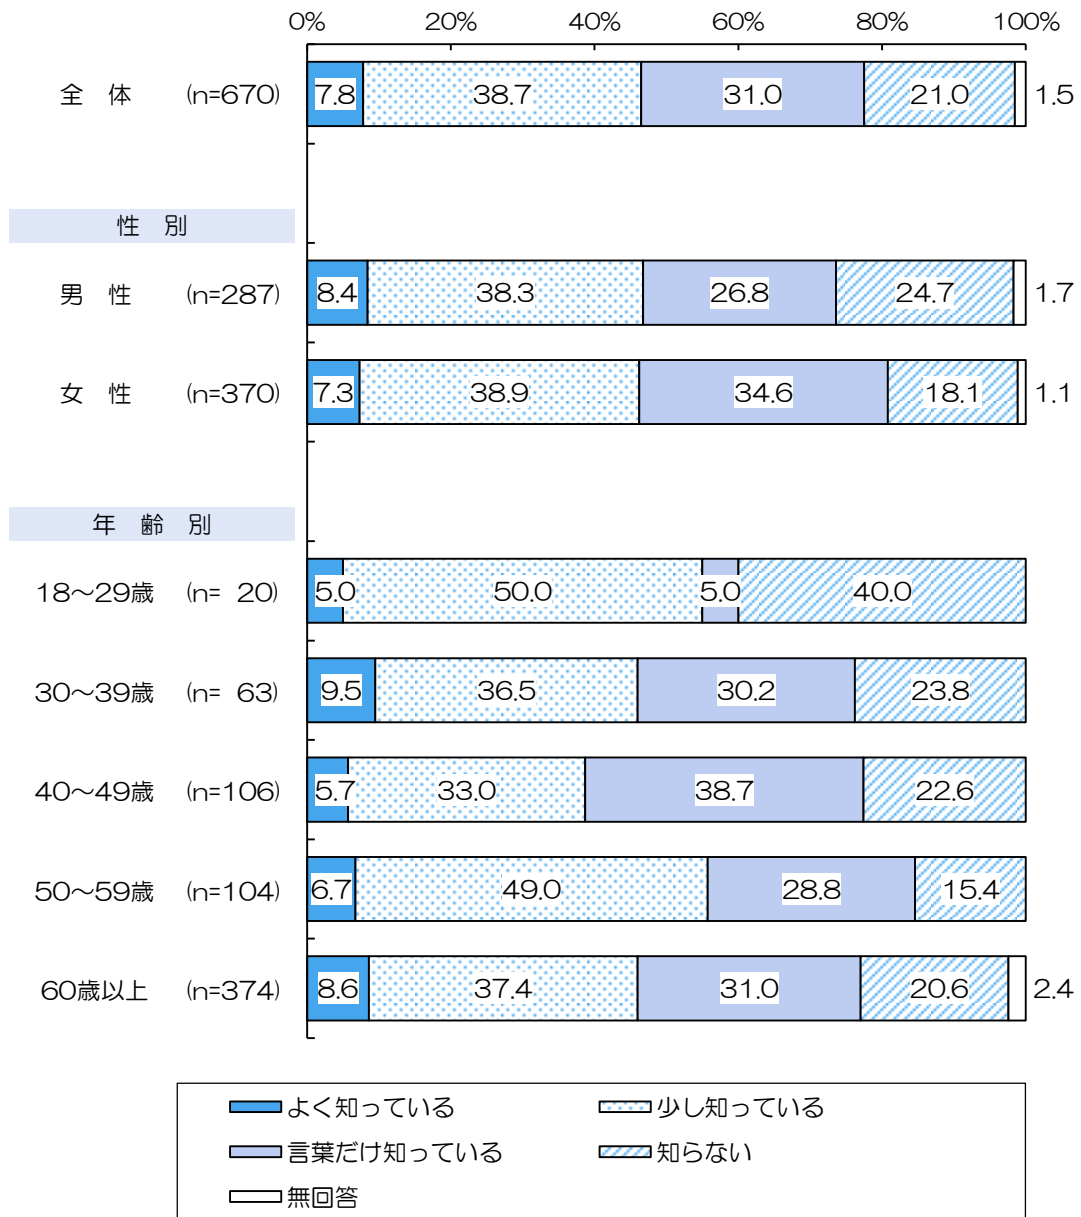 0% 20% 40% 60% 80% 100%
全 体 (n=670) 7.8 38.7 31.0 21.0 1.5
性 別
男 性 (n=287) 8.4 38.3 26.8 24.7 1.7
女 性 (n=370) 7.3 38.9 34.6 18.1 1.1
年 齢 別
18～29歳 (n= 20) 5.0 50.0 5.0 40.0
30～39歳 (n= 63) 9.5 36.5 30.2 23.8
40～49歳 (n=106) 5.7 33.0 38.7 22.6
50～59歳 (n=104) 6.7 49.0 28.8 15.4
60歳以上 (n=374) 8.6 37.4 31.0 20.6 2.4
よく知っている 少し知っている
言葉だけ知っている 知らない
無回答